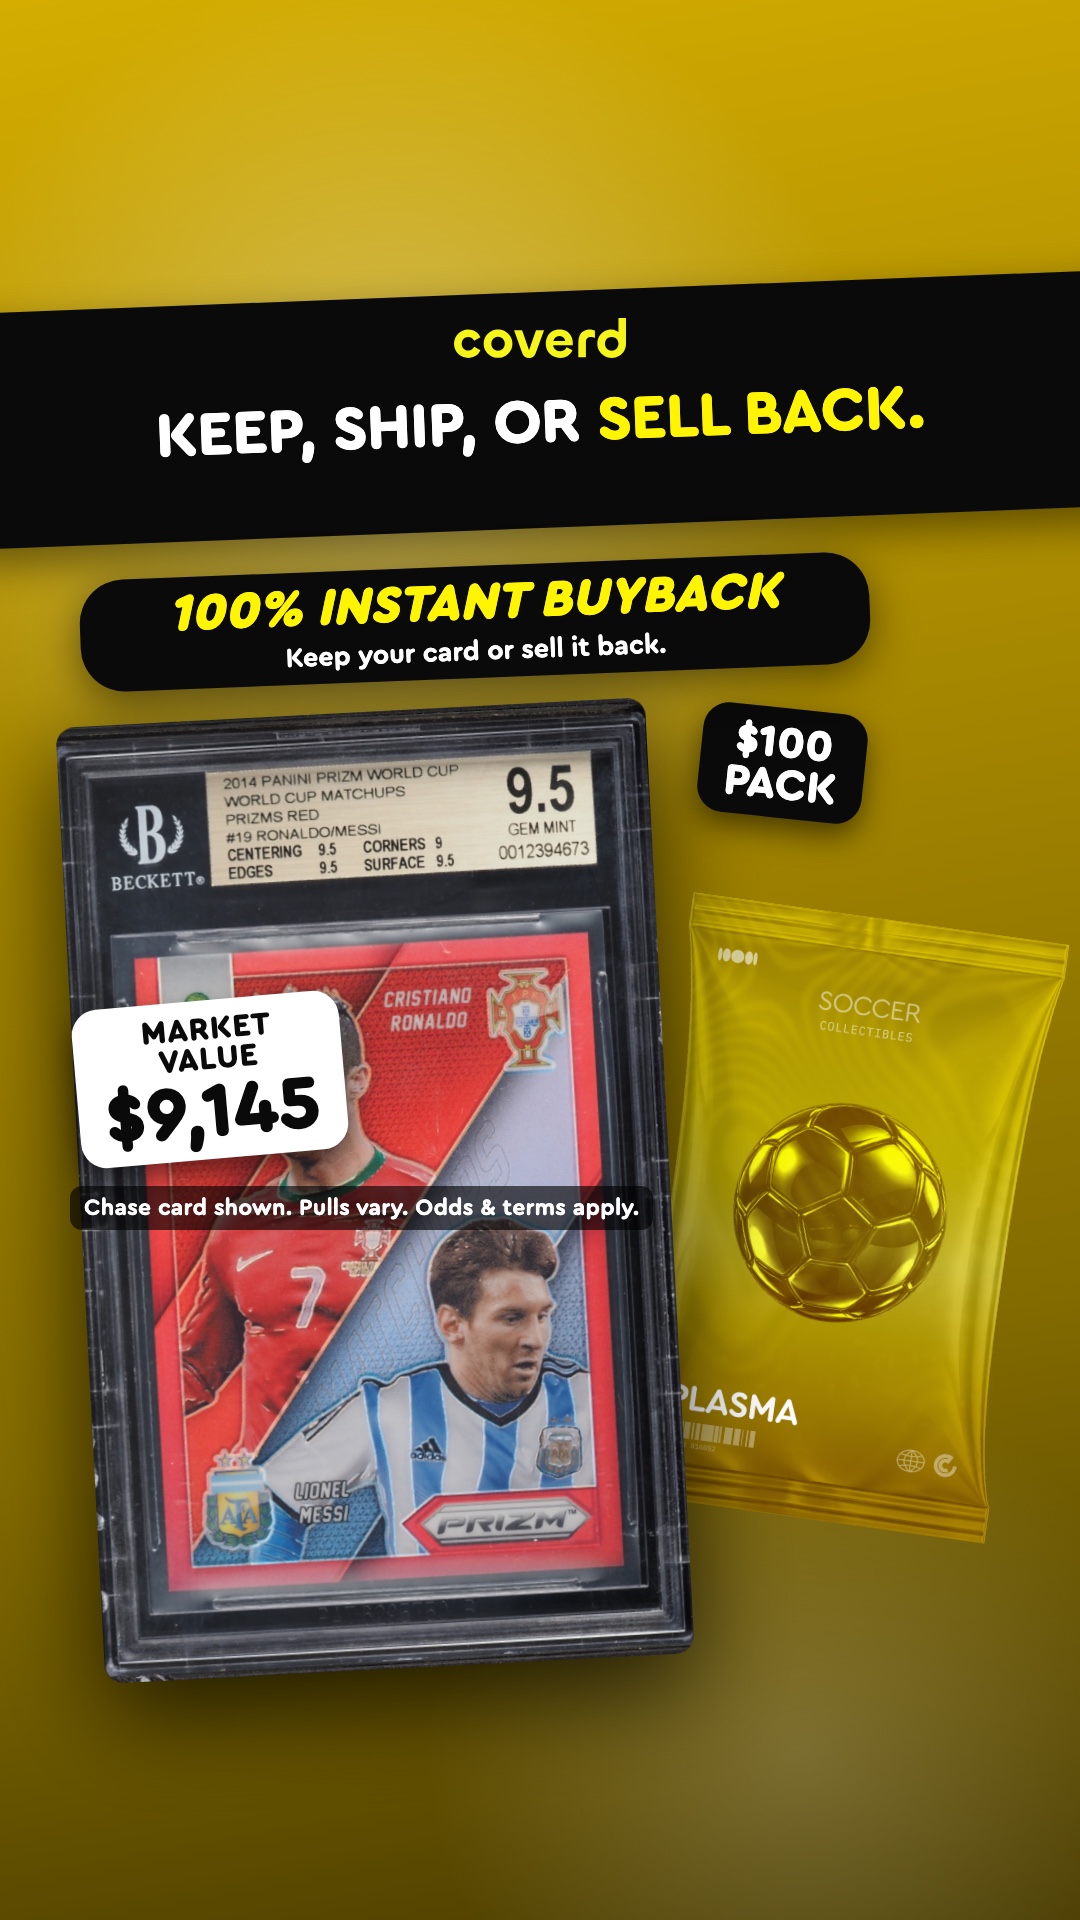 coverd
KEEP, SHIP, OR SELL BACK.
100% INSTANT BUYBACK
Keep your card or sell it back.
$100
PACK
2014 PANINI PRIZM WORLD CUP
WORLD CUP MATCHUPS
PRIZMS RED
#19 RONALDO/MESSI
CENTERING 9.5 CORNERS 9
EDGES 9.5 SURFACE 9.5
9.5
GEM MINT
0012394673
B
BECKETT®
CRISTIANO
RONALDO
MARKET
VALUE
$9,145
Chase card shown. Pulls vary. Odds & terms apply.
7
adidas
AFA
LIONEL
MESSI
PRIZM™
SOCCER
COLLECTIBLES
PLASMA